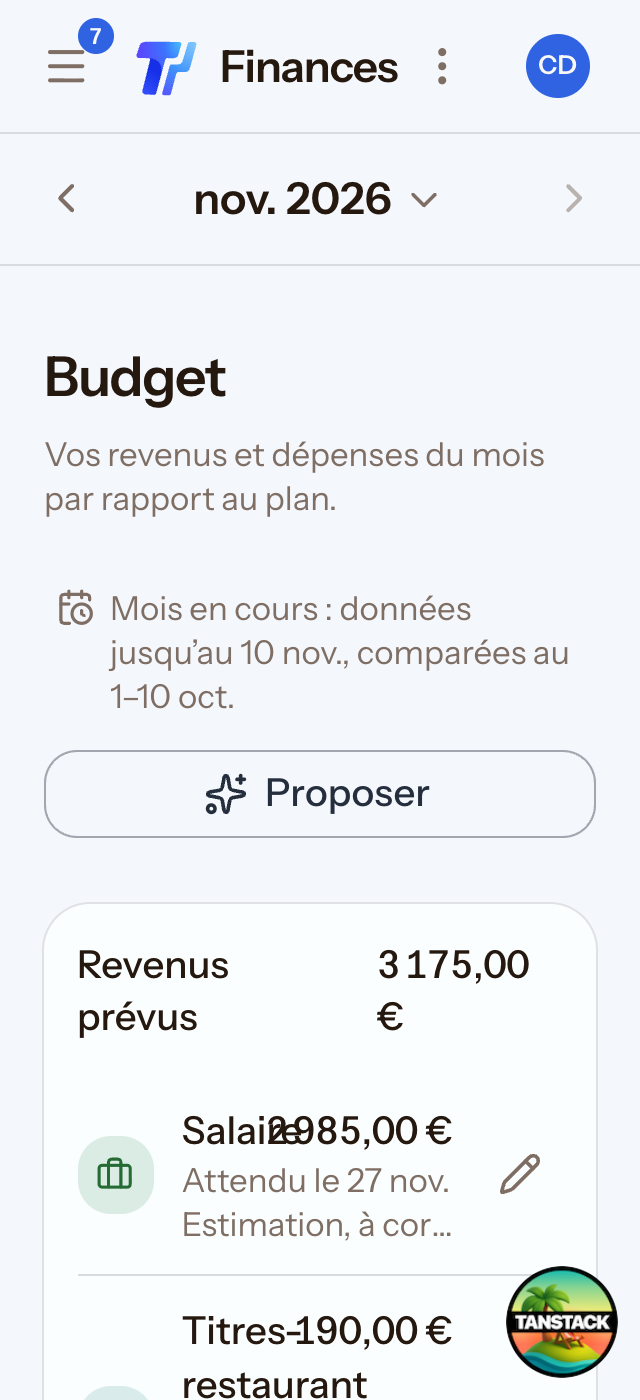 7
Finances
CD
nov. 2026
Budget
Vos revenus et dépenses du mois
par rapport au plan.
Mois en cours : données
jusqu’au 10 nov., comparées au
1–10 oct.
Proposer
Revenus
prévus
3 175,00
€
Salaire
2 985,00 €
Attendu le 27 nov.
Estimation, à cor…
Titres-
190,00 €
restaurant
TANSTACK